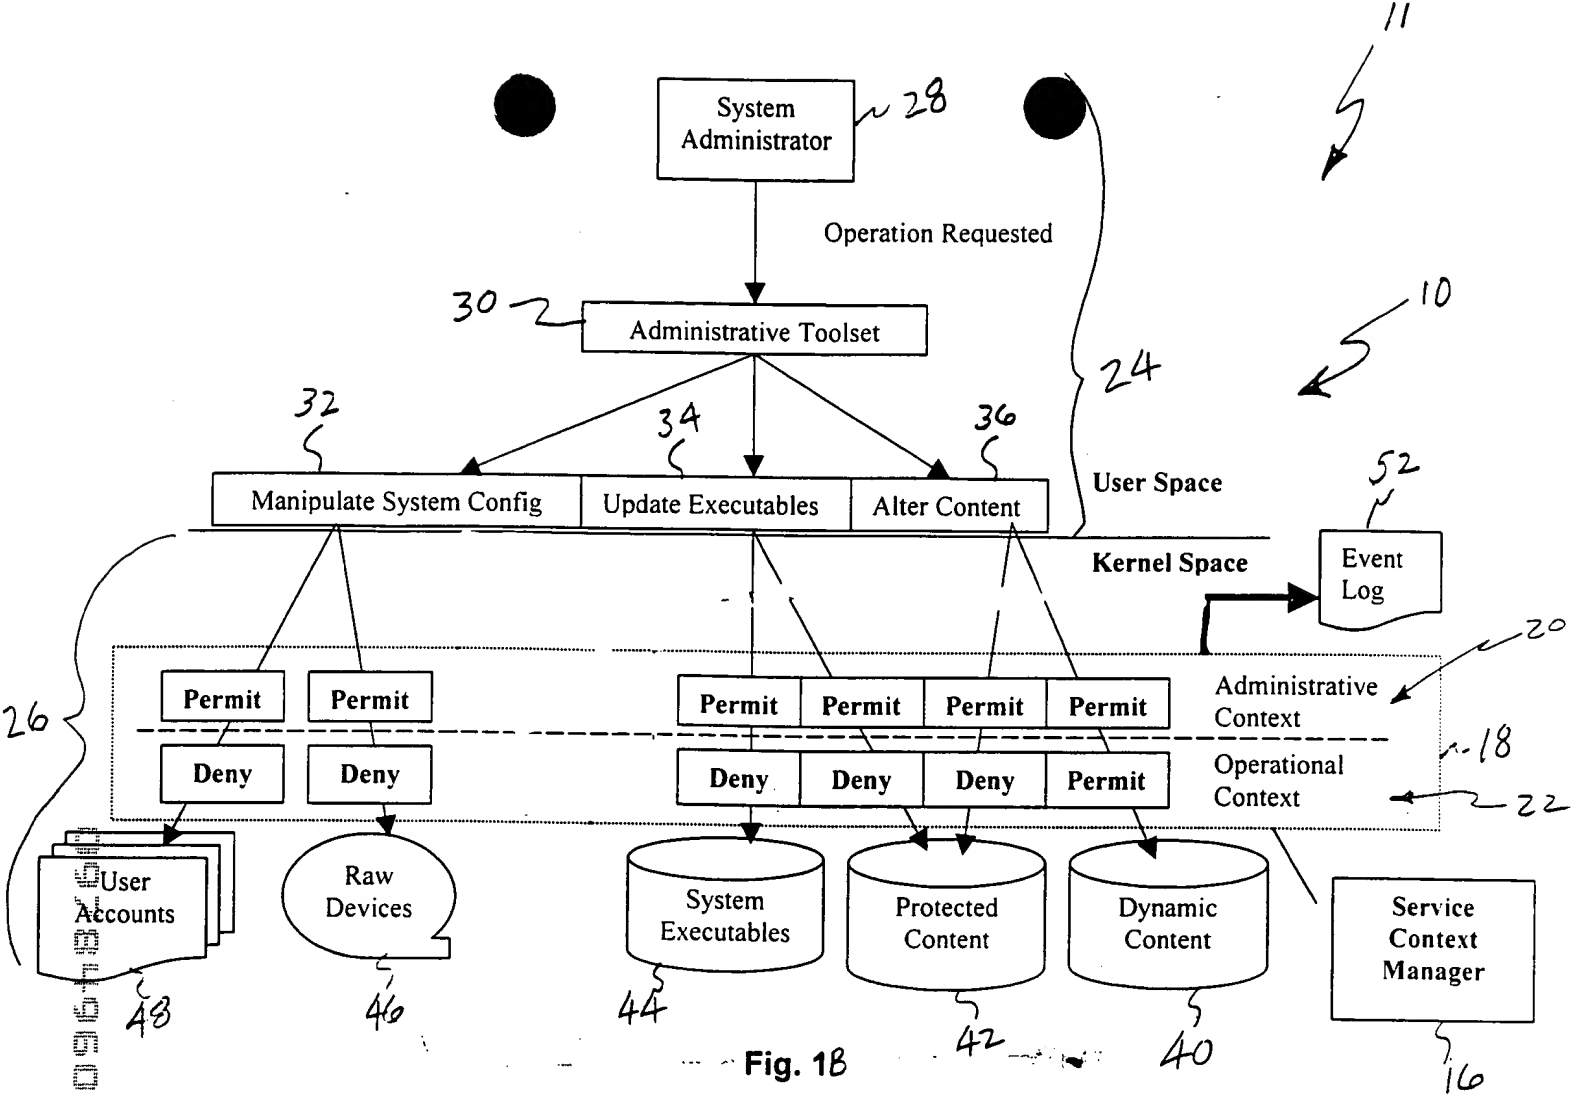 11
System
Administrator
28
Operation Requested
10
30
Administrative Toolset
24
32
34
36
Manipulate System Config
Update Executables
Alter Content
User Space
52
Kernel Space
Event
Log
20
26
Permit
Permit
Permit
Permit
Permit
Permit
Administrative
Context
18
Deny
Deny
Deny
Deny
Deny
Permit
Operational
Context
22
User
Accounts
Raw
Devices
System
Executables
Protected
Content
Dynamic
Content
Service
Context
Manager
48
46
44
42
40
16
Fig. 1B